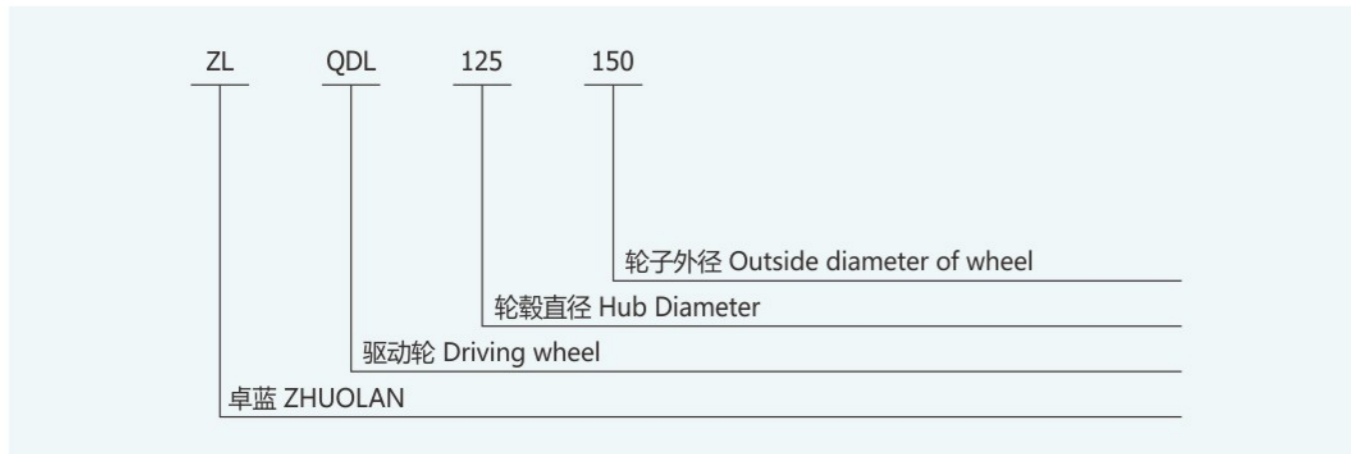 ZL QDL 125 150
轮子外径 Outside diameter of wheel
轮毂直径 Hub Diameter
驱动轮 Driving wheel
卓蓝 ZHUOLAN